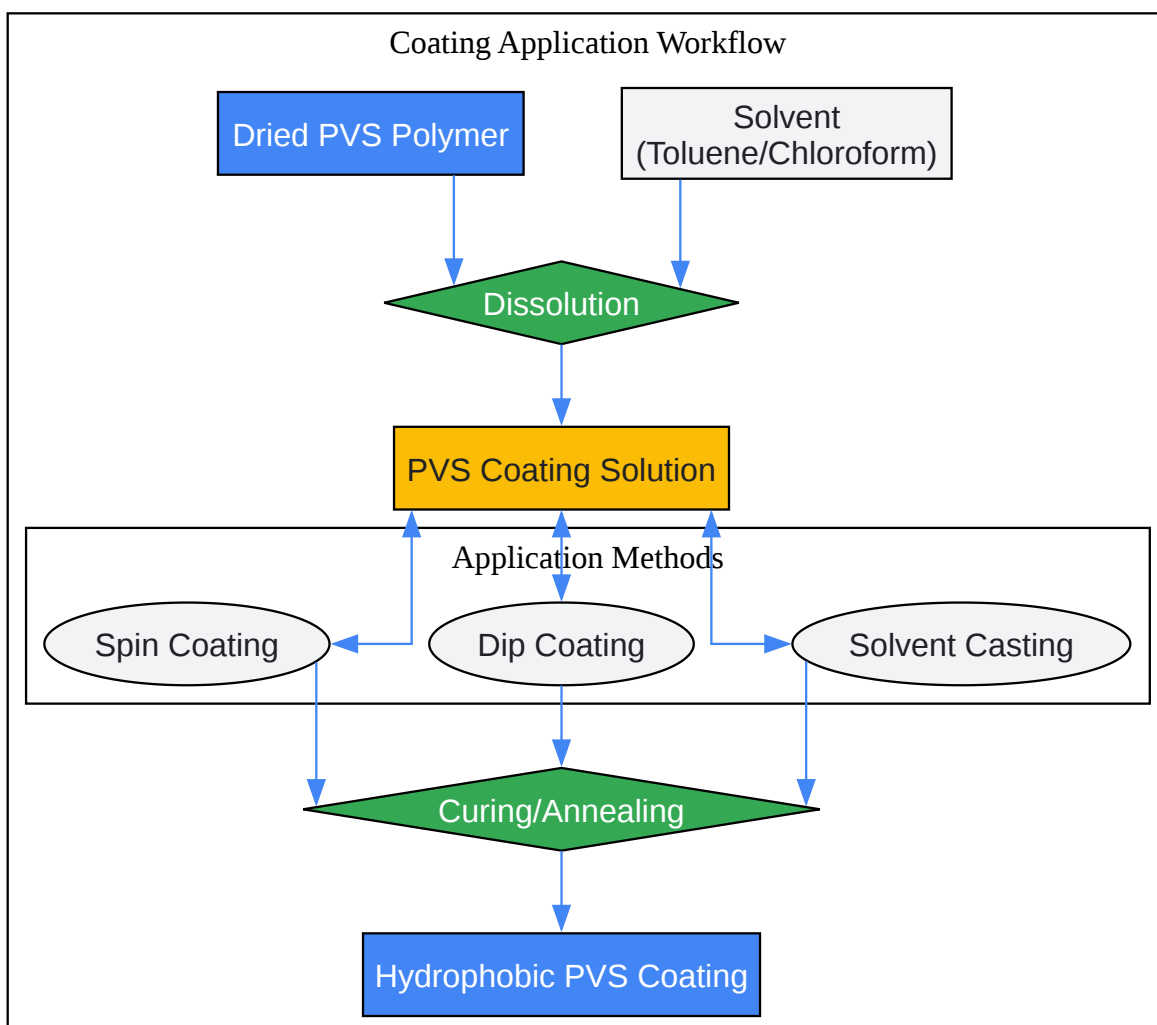 Coating Application Workflow
Dried PVS Polymer
Solvent
(Toluene/Chloroform)
Dissolution
PVS Coating Solution
Application Methods
Spin Coating
Dip Coating
Solvent Casting
Curing/Annealing
Hydrophobic PVS Coating